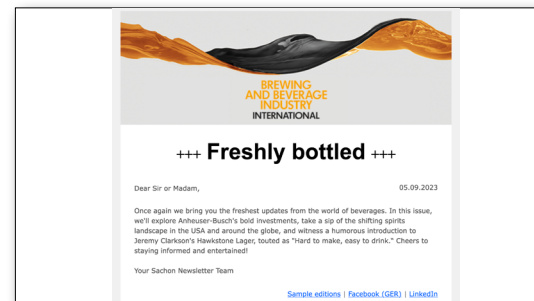 BREWING
AND BEVERAGE
INDUSTRY
INTERNATIONAL
+++ Freshly bottled +++
Dear Sir or Madam,
05.09.2023
Once again we bring you the freshest updates from the world of beverages. In this issue,
we'll explore Anheuser-Busch's bold investments, take a sip of the shifting spirits
landscape in the USA and around the globe, and witness a humorous introduction to
Jeremy Clarkson's Hawkstone Lager, touted as "Hard to make, easy to drink." Cheers to
staying informed and entertained!
Your Sachon Newsletter Team
Sample editions | Facebook (GER) | LinkedIn